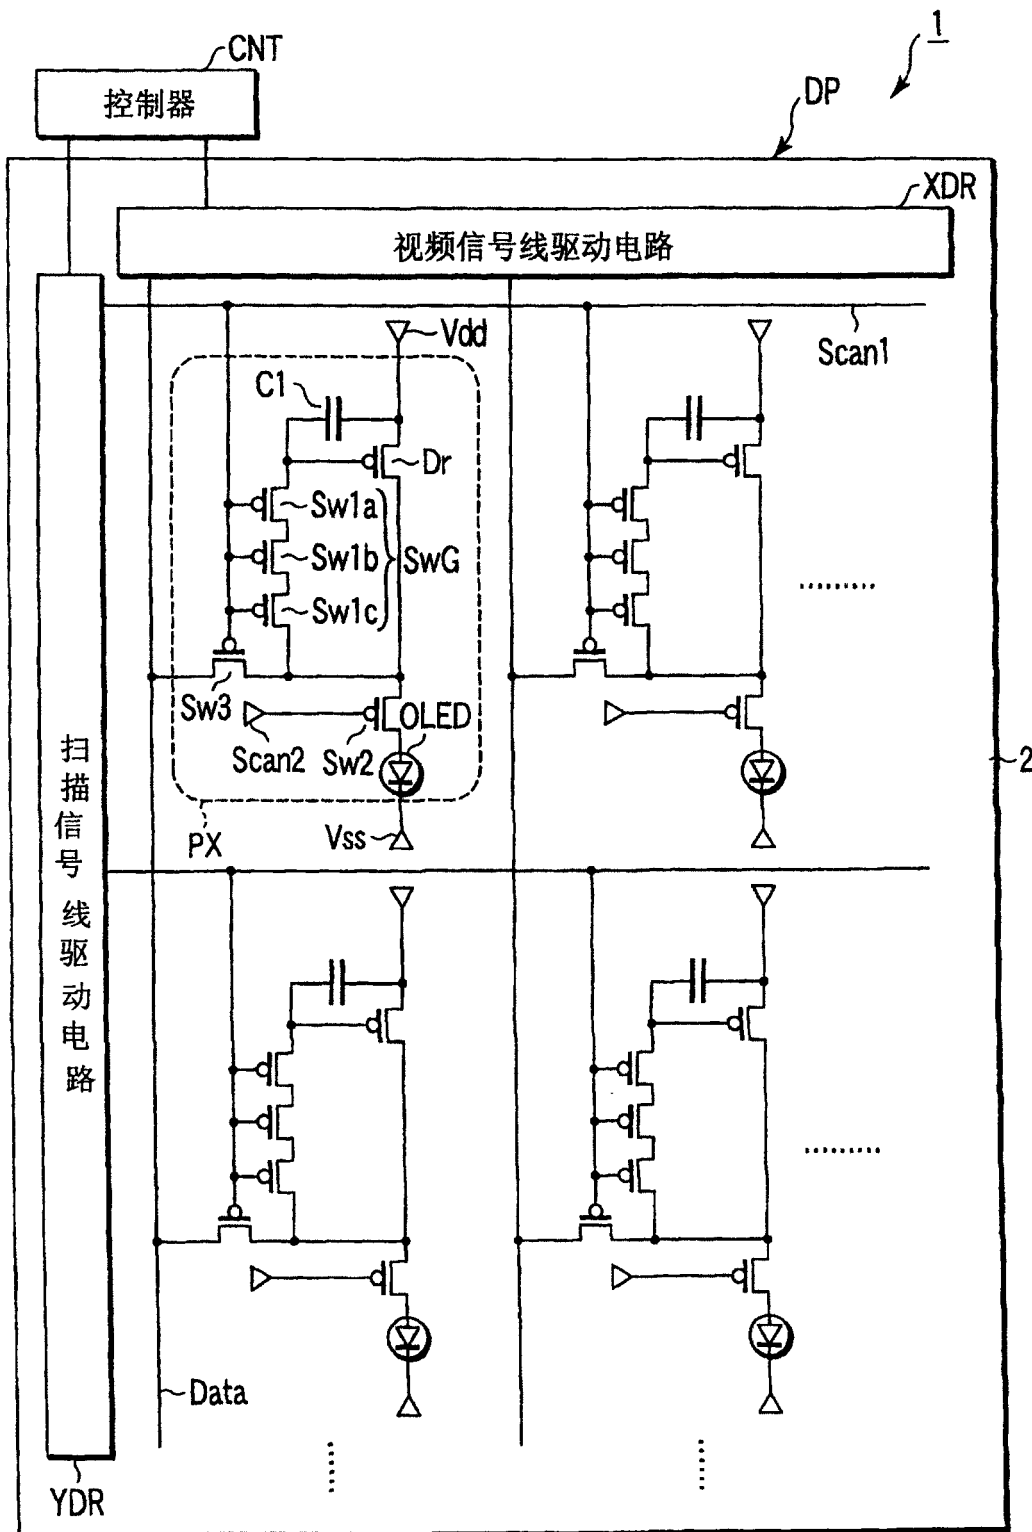 1
CNT
控制器
DP
XDR
视频信号线驱动电路
Vdd
Scan1
C1
Dr
Sw1a
Sw1b
SwG
Sw1c
Sw3
OLED
Scan2
Sw2
2
PX
Vss
扫描信号线驱动电路
Data
YDR